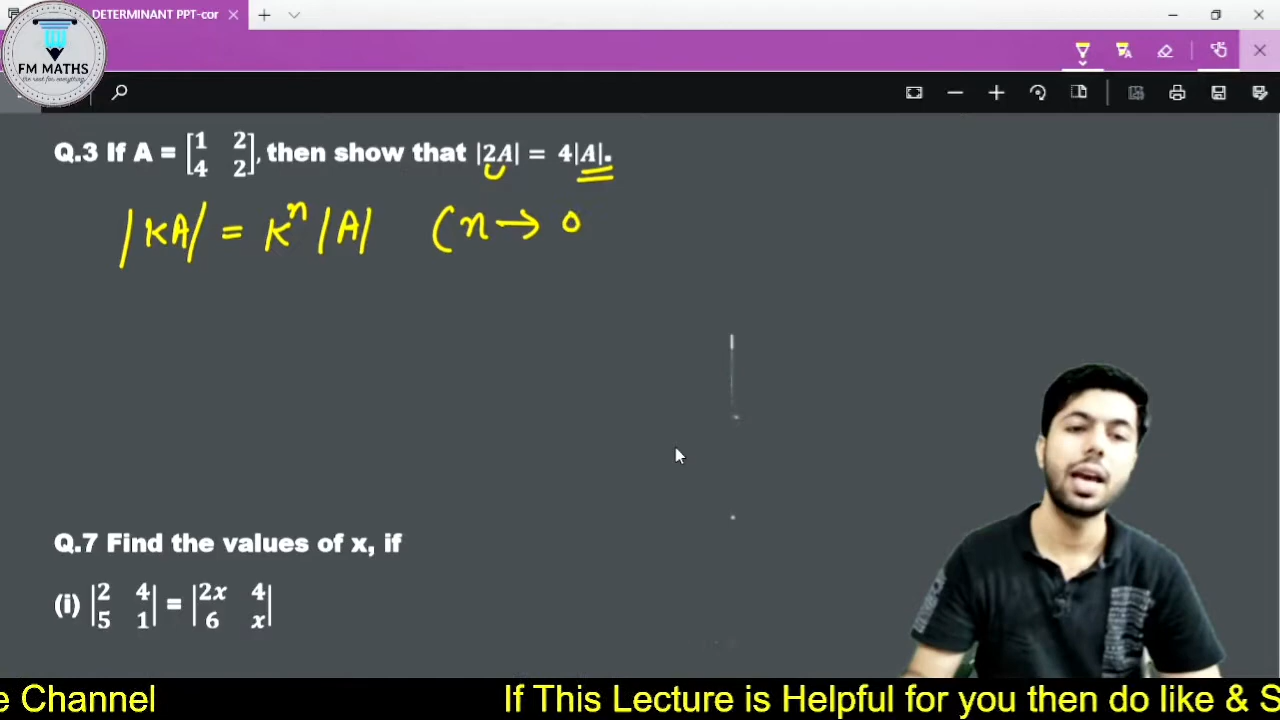 DETERMINANT PPT-cor
FM MATHS
Q.3 If A = [1 2
4 2], then show that |2A| = 4|A|.
|KA| = K^n |A| (n → o
Q.7 Find the values of x, if
(i) |2 4
5 1| = |2x 4
6 x|
e Channel If This Lecture is Helpful for you then do like & S